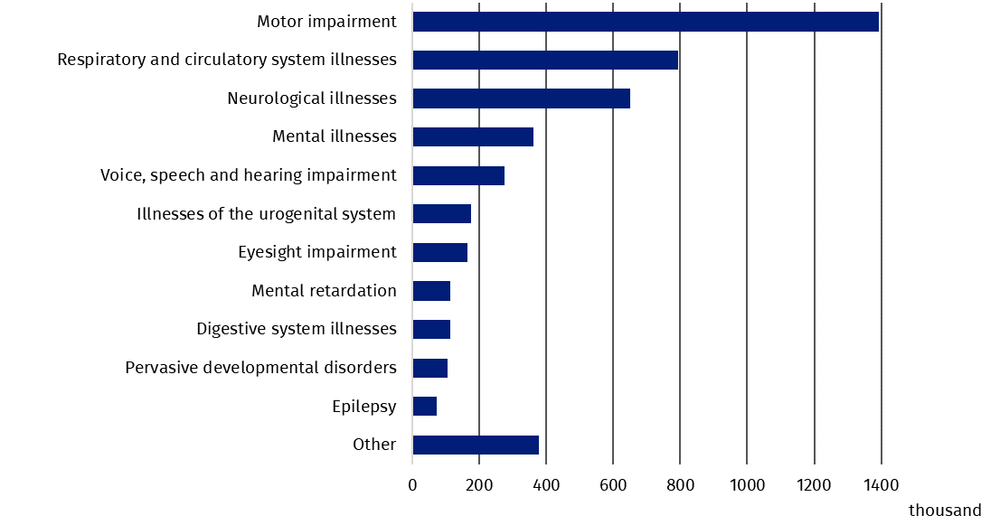 Motor impairment
Respiratory and circulatory system illnesses
Neurological illnesses
Mental illnesses
Voice, speech and hearing impairment
Illnesses of the urogenital system
Eyesight impairment
Mental retardation
Digestive system illnesses
Pervasive developmental disorders
Epilepsy
Other
0 200 400 600 800 1000 1200 1400
thousand